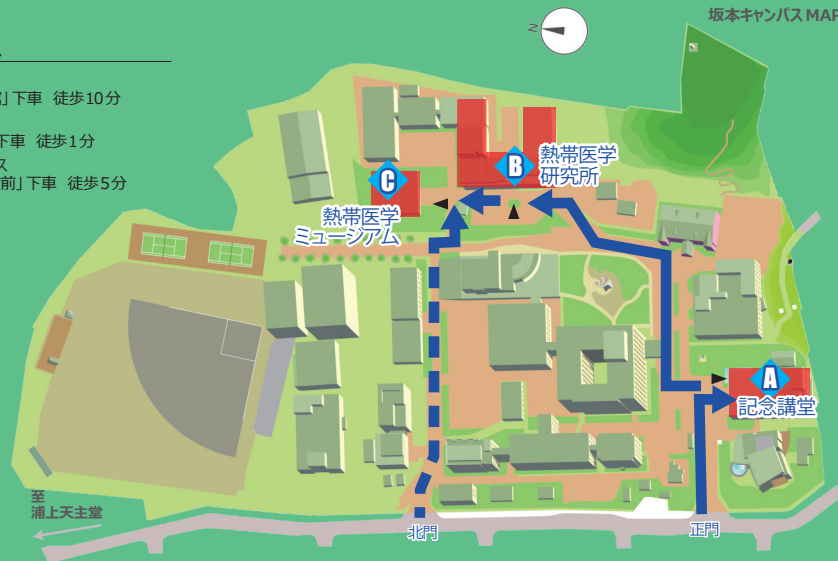 坂本キャンパスMAP
N
」下車 徒歩10分
下車 徒歩1分
ス
前」下車 徒歩5分
C
B
熱帯医学
研究所
熱帯医学
ミュージアム
A
記念講堂
至
浦上天主堂
北門
正門